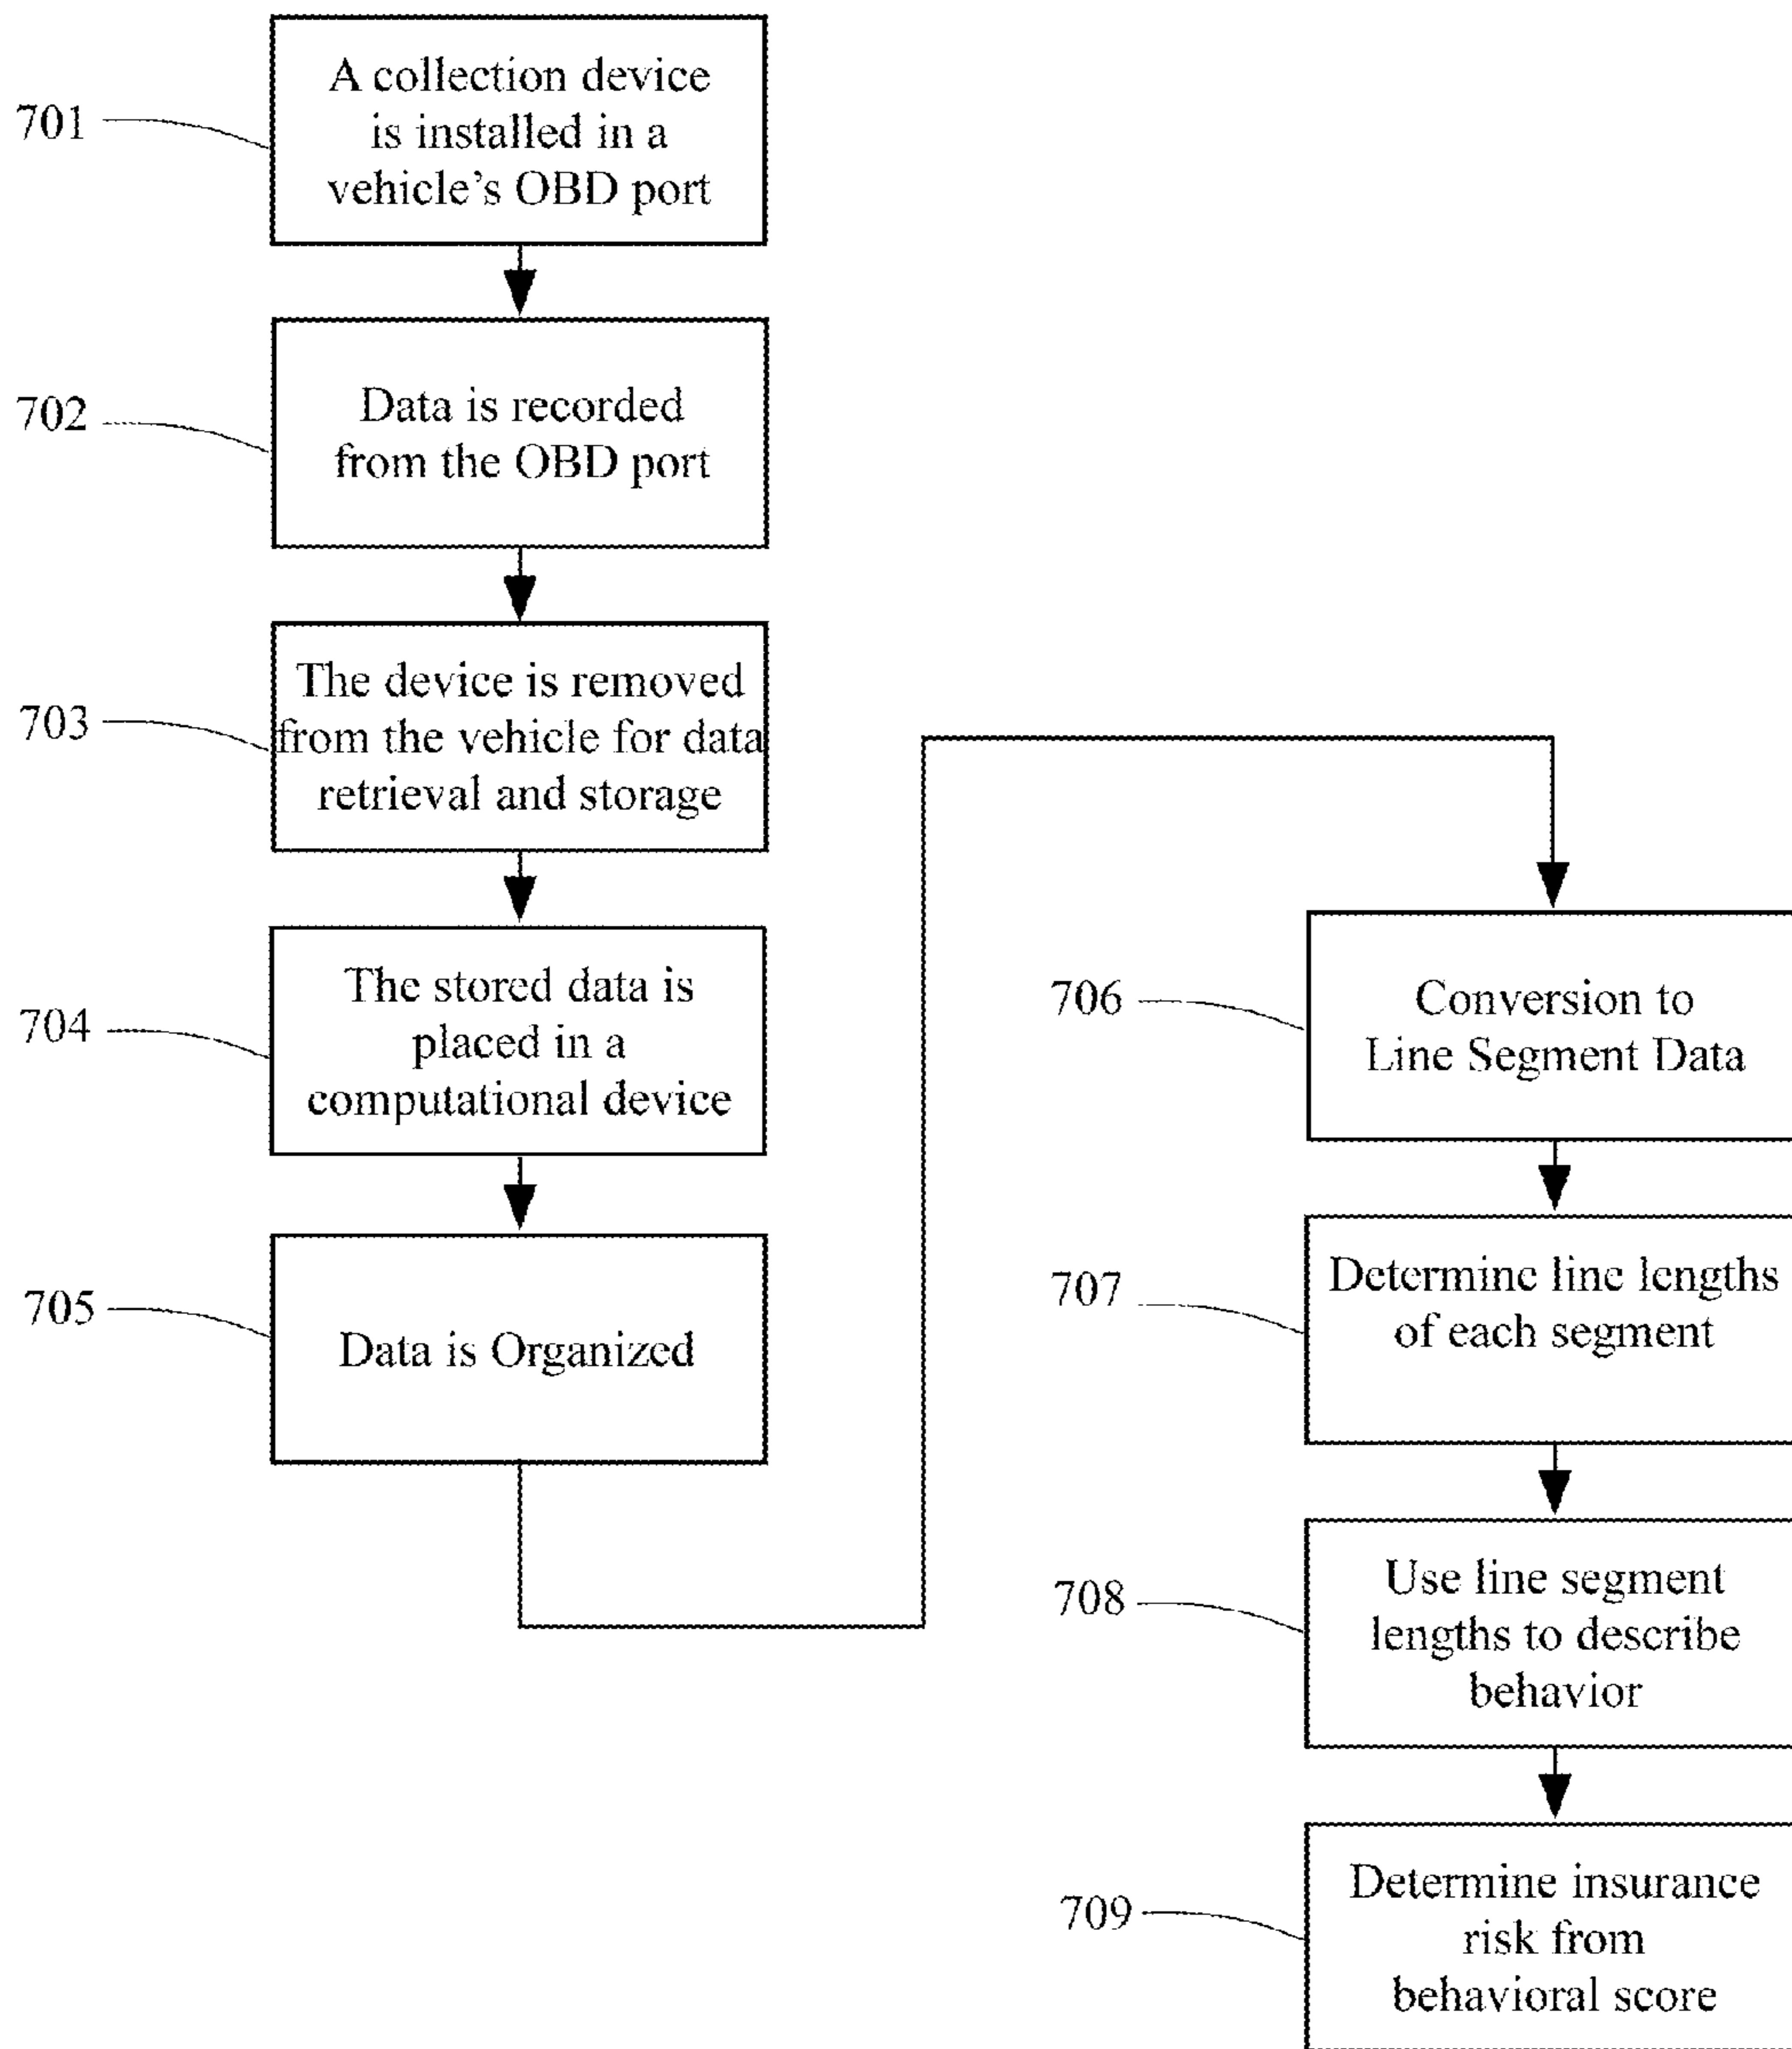 701
A collection device
is installed in a
vehicle's OBD port
702
Data is recorded
from the OBD port
703
The device is removed
from the vehicle for data
retrieval and storage
704
The stored data is
placed in a
computational device
705
Data is Organized
706
Conversion to
Line Segment Data
707
Determine line lengths
of each segment
708
Use line segment
lengths to describe
behavior
709
Determine insurance
risk from
behavioral score